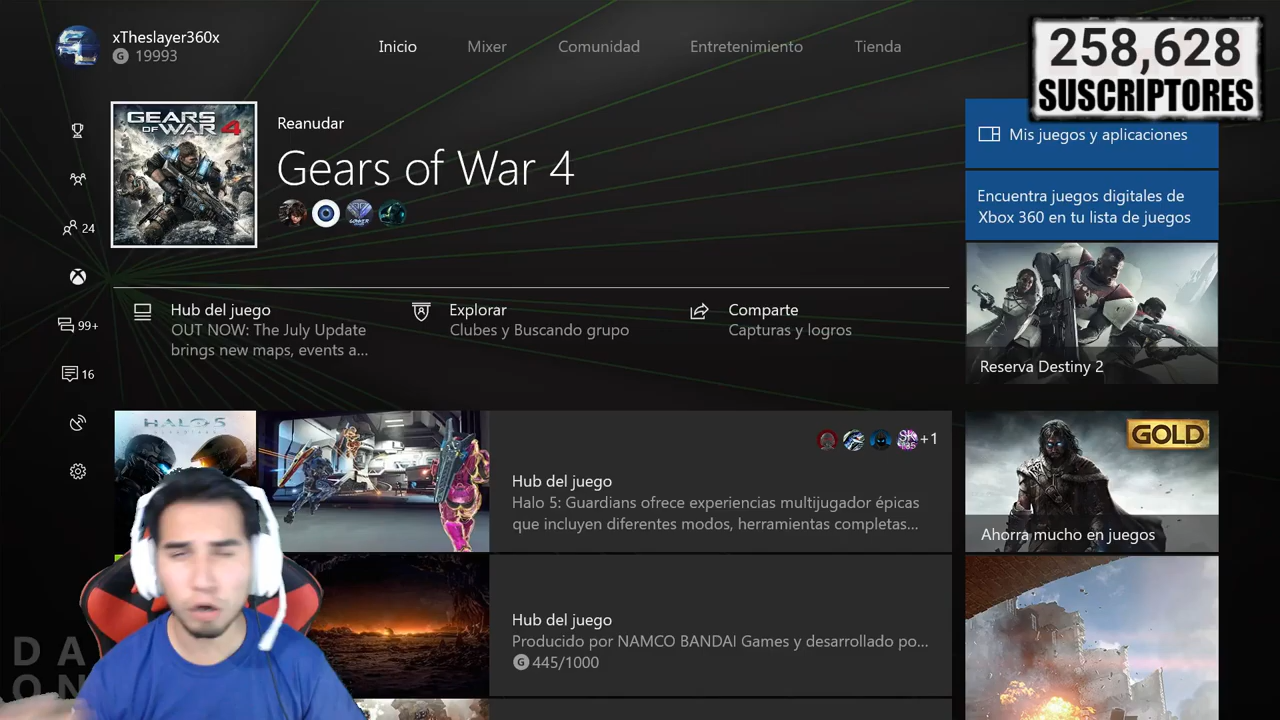 xTheslayer360x
G 19993
Inicio
Mixer
Comunidad
Entretenimiento
Tienda
258,628
SUSCRIPTORES
GEARS
OF WAR 4
Reanudar
Gears of War 4
Mis juegos y aplicaciones
Encuentra juegos digitales de
Xbox 360 en tu lista de juegos
24
99+
16
Hub del juego
OUT NOW: The July Update
brings new maps, events a...
Explorar
Clubes y Buscando grupo
Comparte
Capturas y logros
Reserva Destiny 2
HALO 5
+1
Hub del juego
Halo 5: Guardians ofrece experiencias multijugador épicas
que incluyen diferentes modos, herramientas completas...
GOLD
Ahorra mucho en juegos
Hub del juego
Producido por NAMCO BANDAI Games y desarrollado po...
G 445/1000
DA
ON